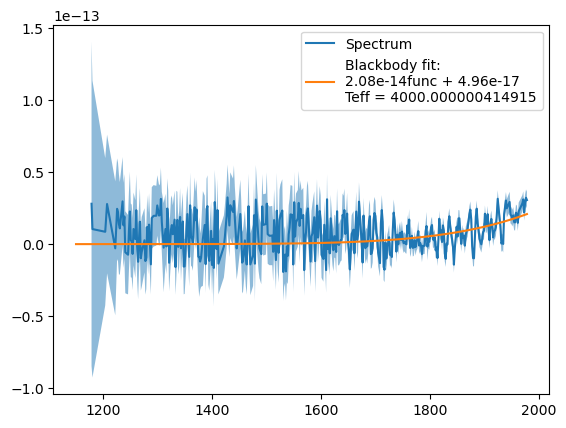 1e−13
1.5
1.0
0.5
0.0
−0.5
−1.0
1200
1400
1600
1800
2000
Spectrum
Blackbody fit:
2.08e-14func + 4.96e-17
Teff = 4000.000000414915